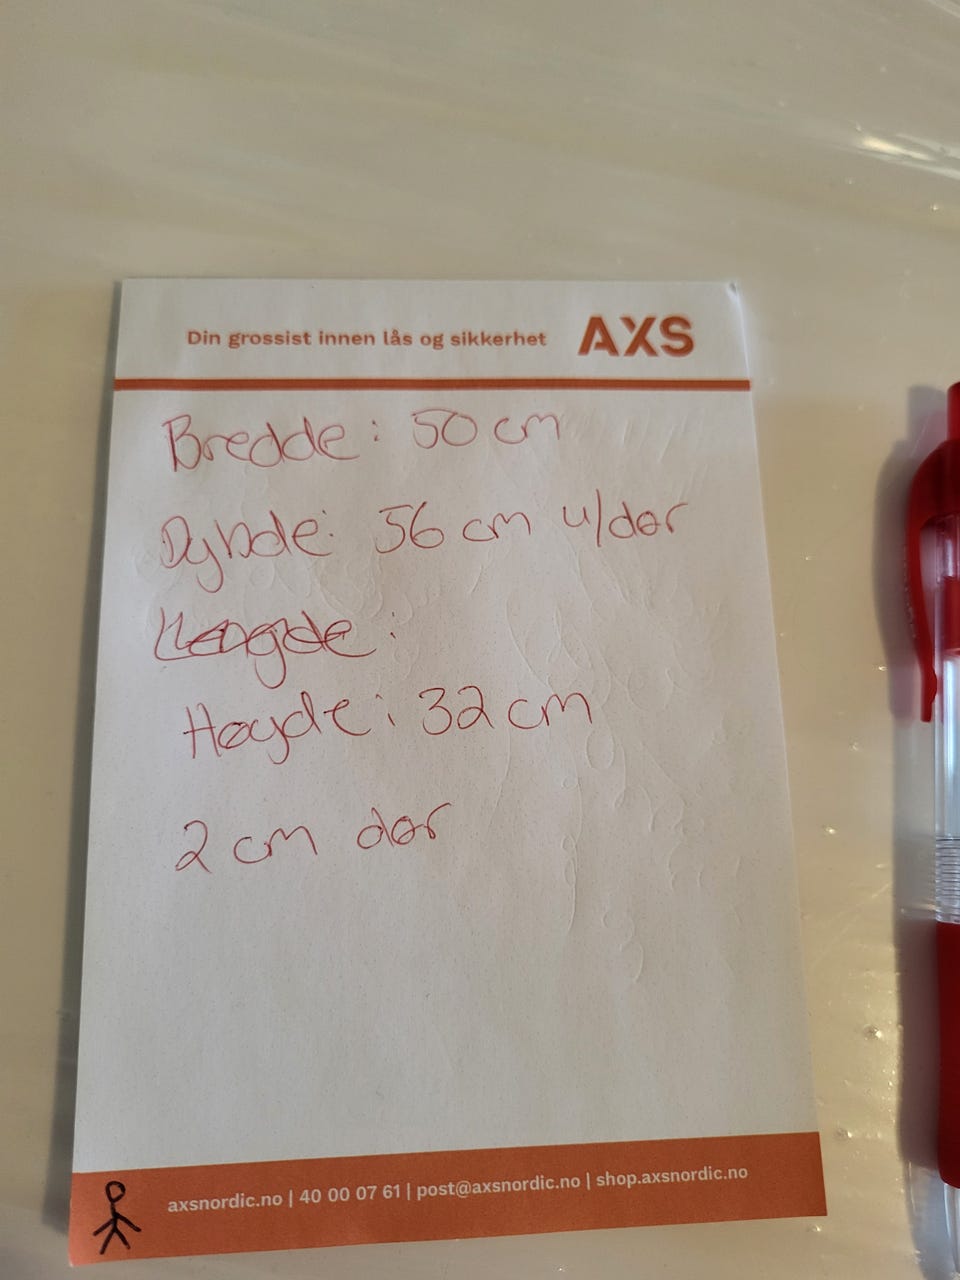 Din grossist innen lås og sikkerhet AXS
Bredde: 50 cm
Dybde: 56 cm u/dør
Lengde:
Høyde: 32 cm
2 cm dør
axsnordic.no | 40 00 07 61 | post@axsnordic.no | shop.axsnordic.no